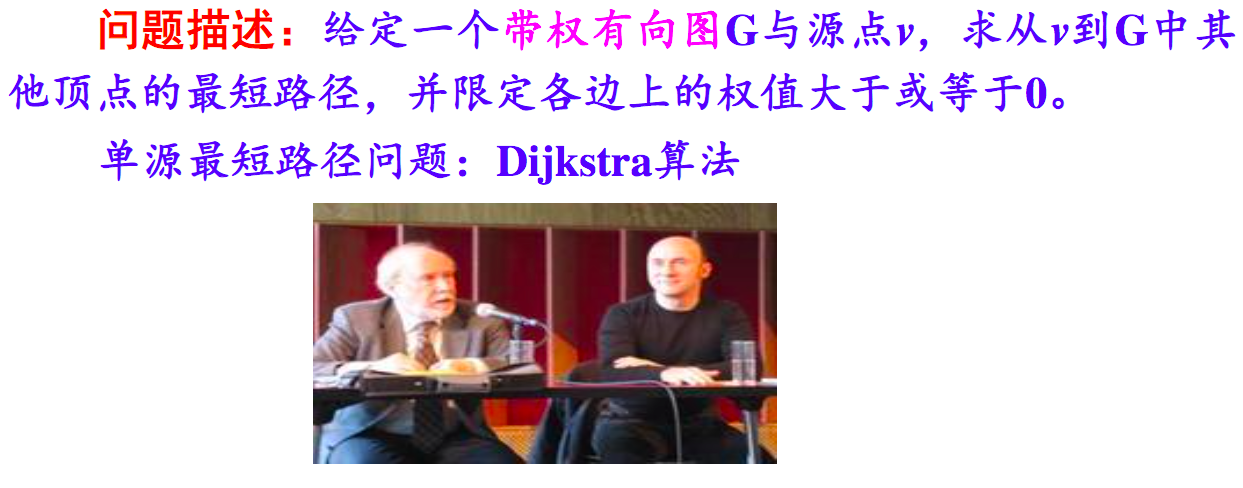 问题描述：给定一个带权有向图G与源点v，求从v到G中其
他顶点的最短路径，并限定各边上的权值大于或等于0。
单源最短路径问题：Dijkstra算法